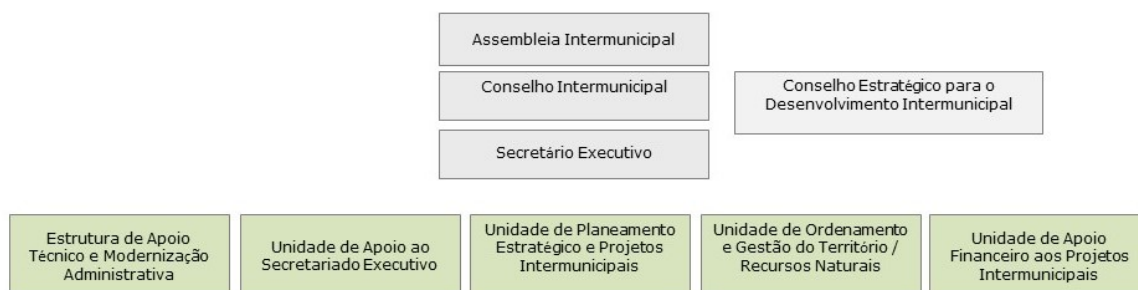 Assembleia Intermunicipal
Conselho Intermunicipal
Conselho Estratégico para o
Desenvolvimento Intermunicipal
Secretário Executivo
Estrutura de Apoio
Técnico e Modernização
Administrativa
Unidade de Apoio ao
Secretariado Executivo
Unidade de Planeamento
Estratégico e Projetos
Intermunicipais
Unidade de Ordenamento
e Gestão do Território /
Recursos Naturais
Unidade de Apoio
Financeiro aos Projetos
Intermunicipais